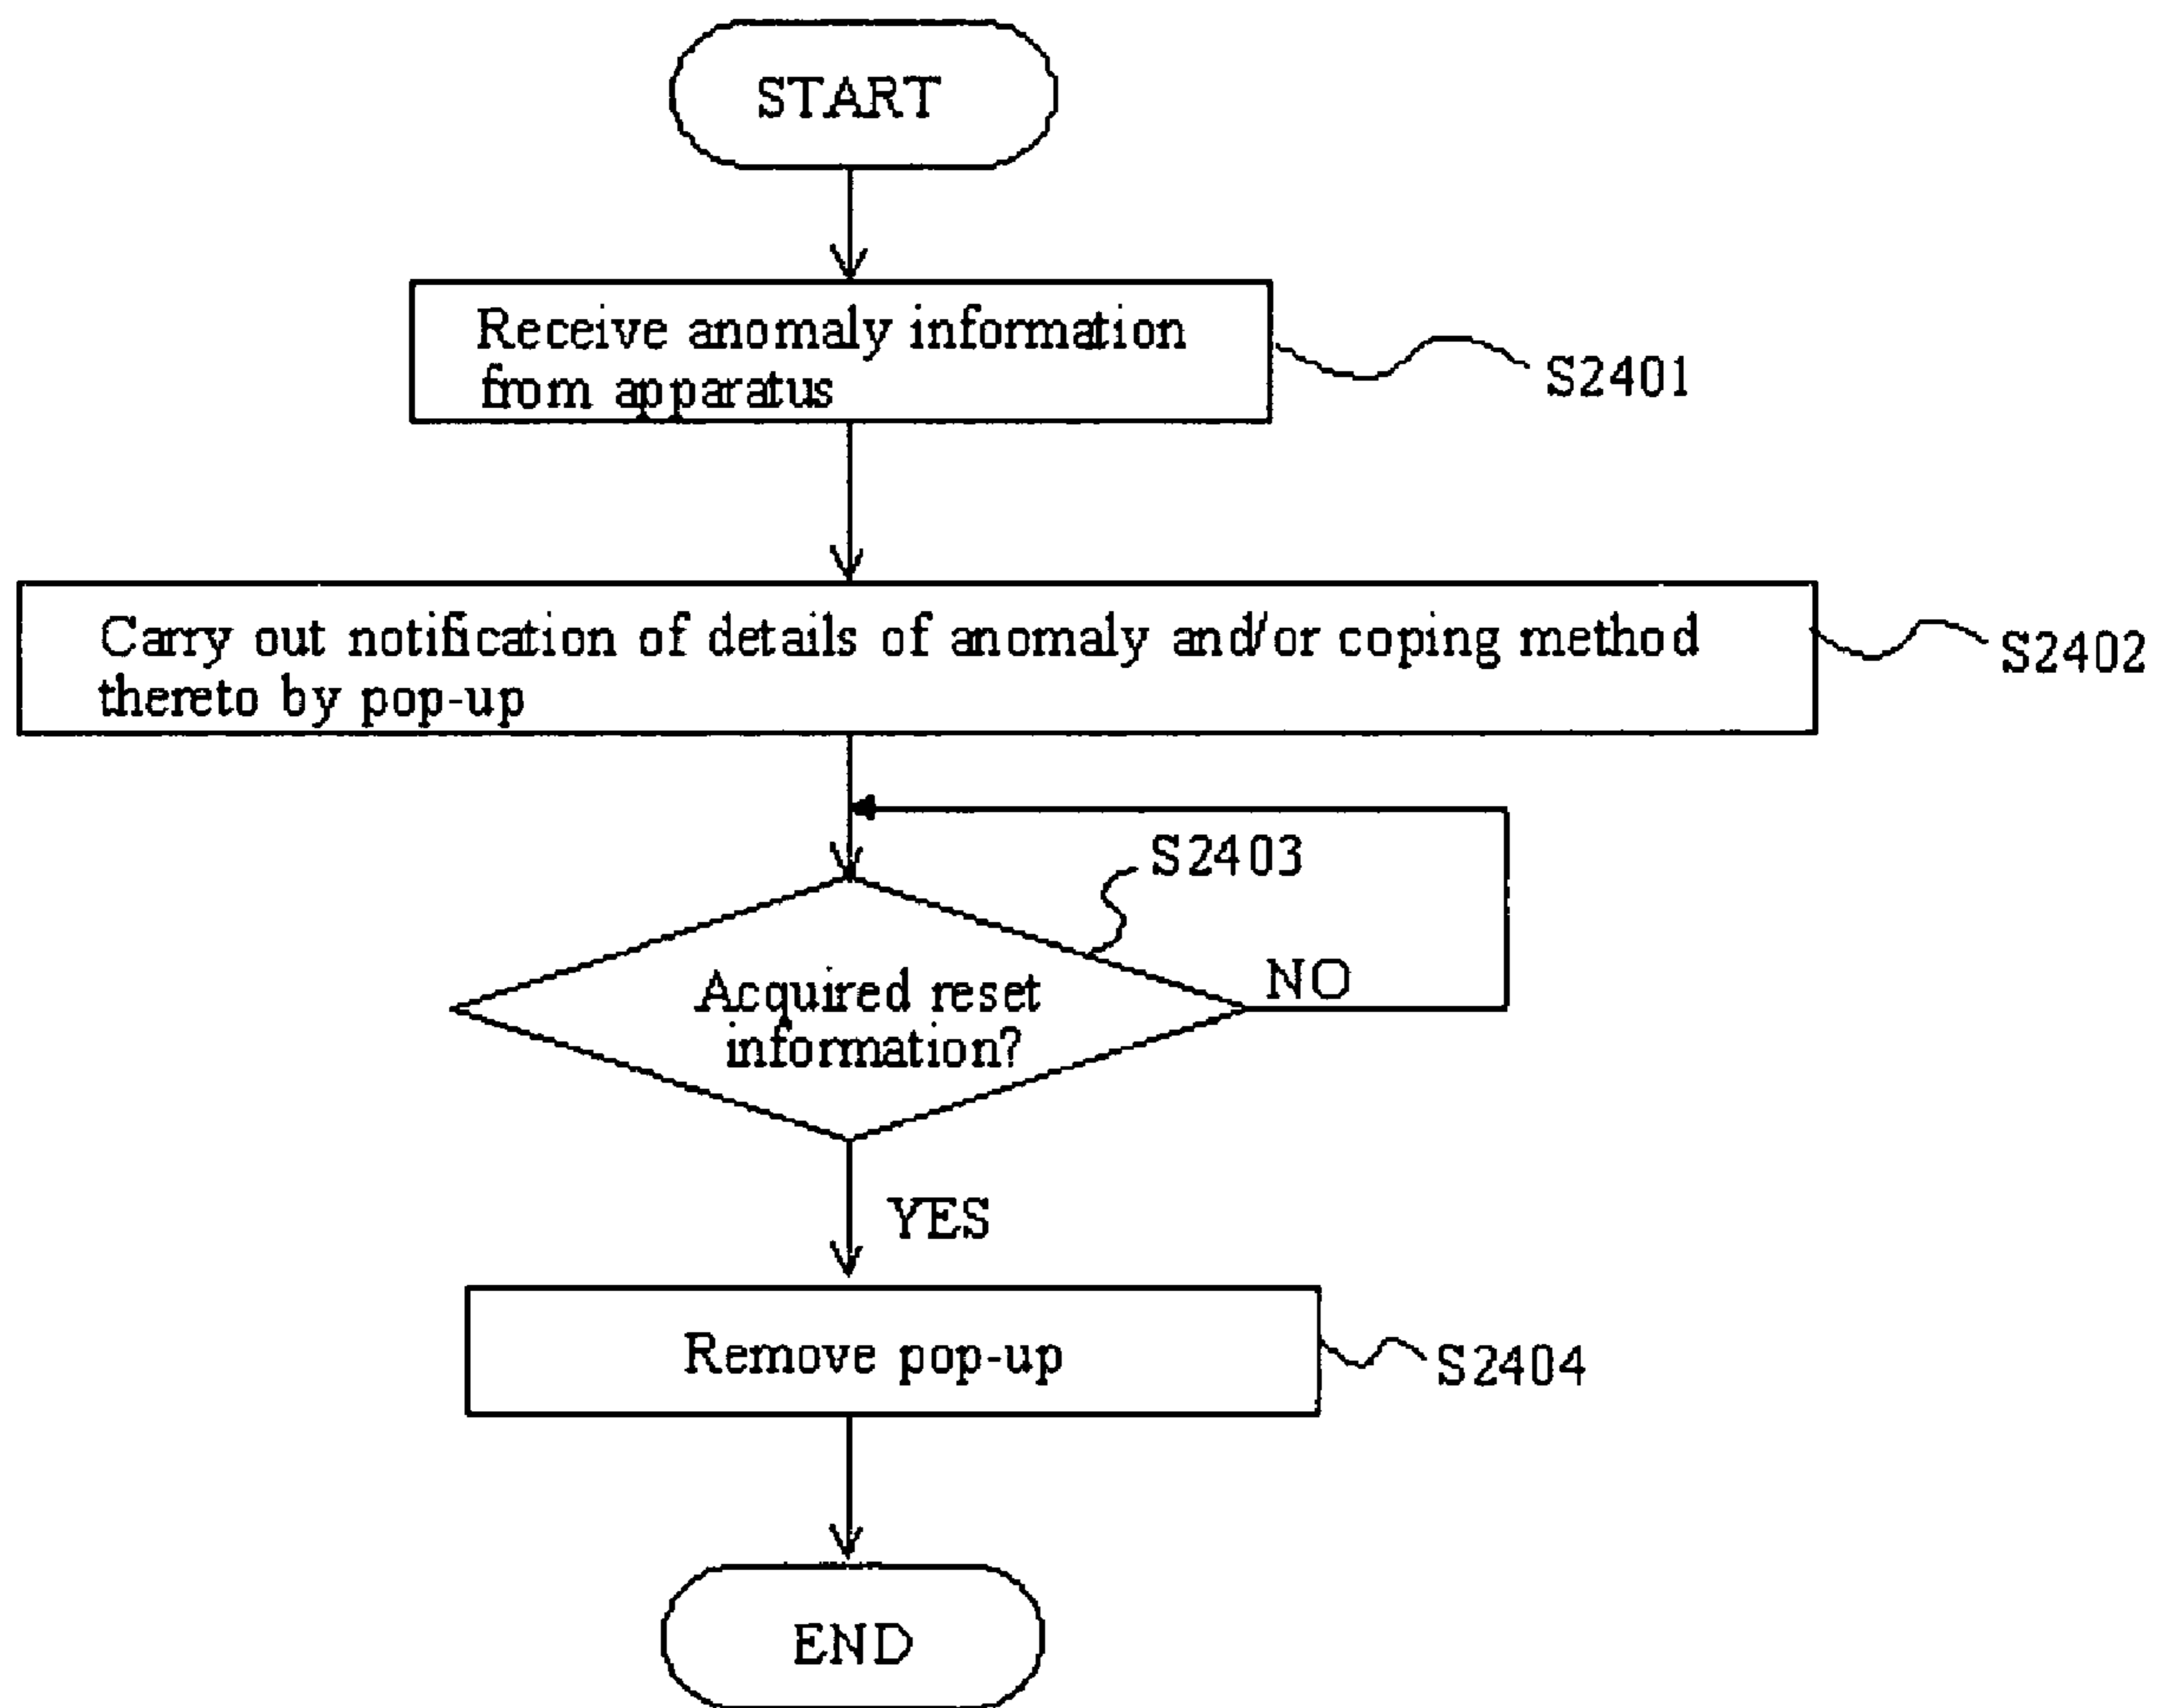 START
Receive anomaly information
from apparatus
S2401
Carry out notification of details of anomaly and/or coping method
thereto by pop-up
S2402
S2403
Acquired reset
information?
NO
YES
Remove pop-up
S2404
END